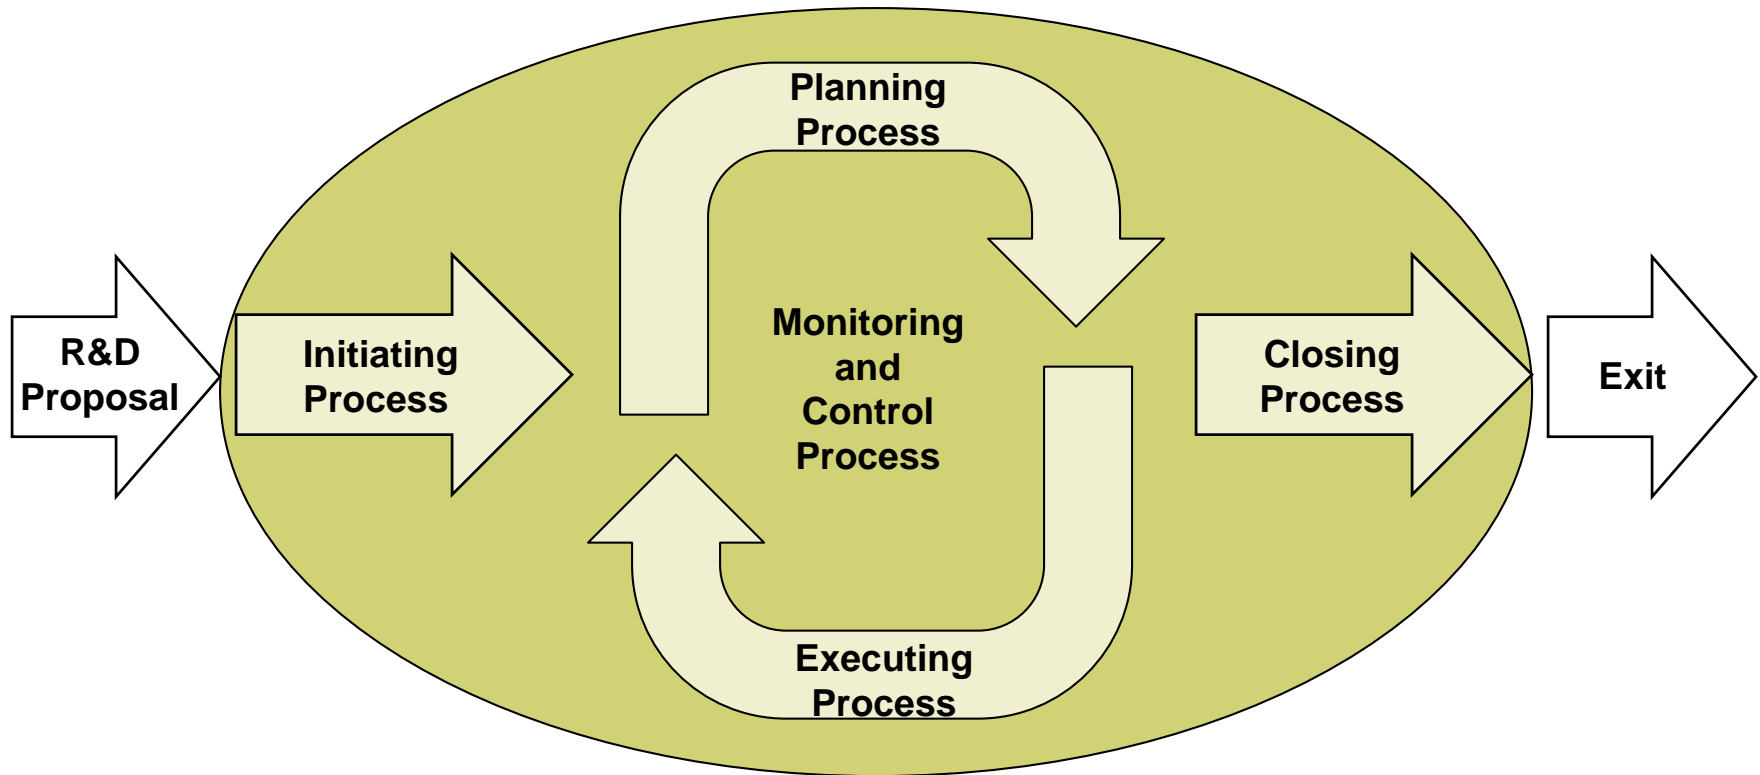 R&D
Proposal
Initiating
Process
Planning
Process
Monitoring
and
Control
Process
Executing
Process
Closing
Process
Exit